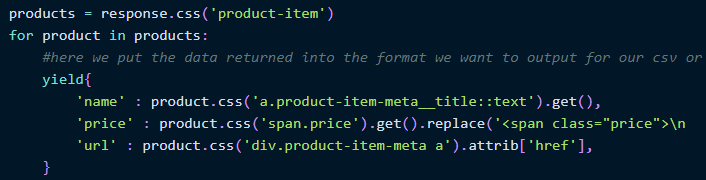 products = response.css('product-item')
for product in products:
#here we put the data returned into the format we want to output for our csv or
yield{
'name' : product.css('a.product-item-meta__title::text').get(),
'price' : product.css('span.price').get().replace('<span class="price">\n
'url' : product.css('div.product-item-meta a').attrib['href'],
}